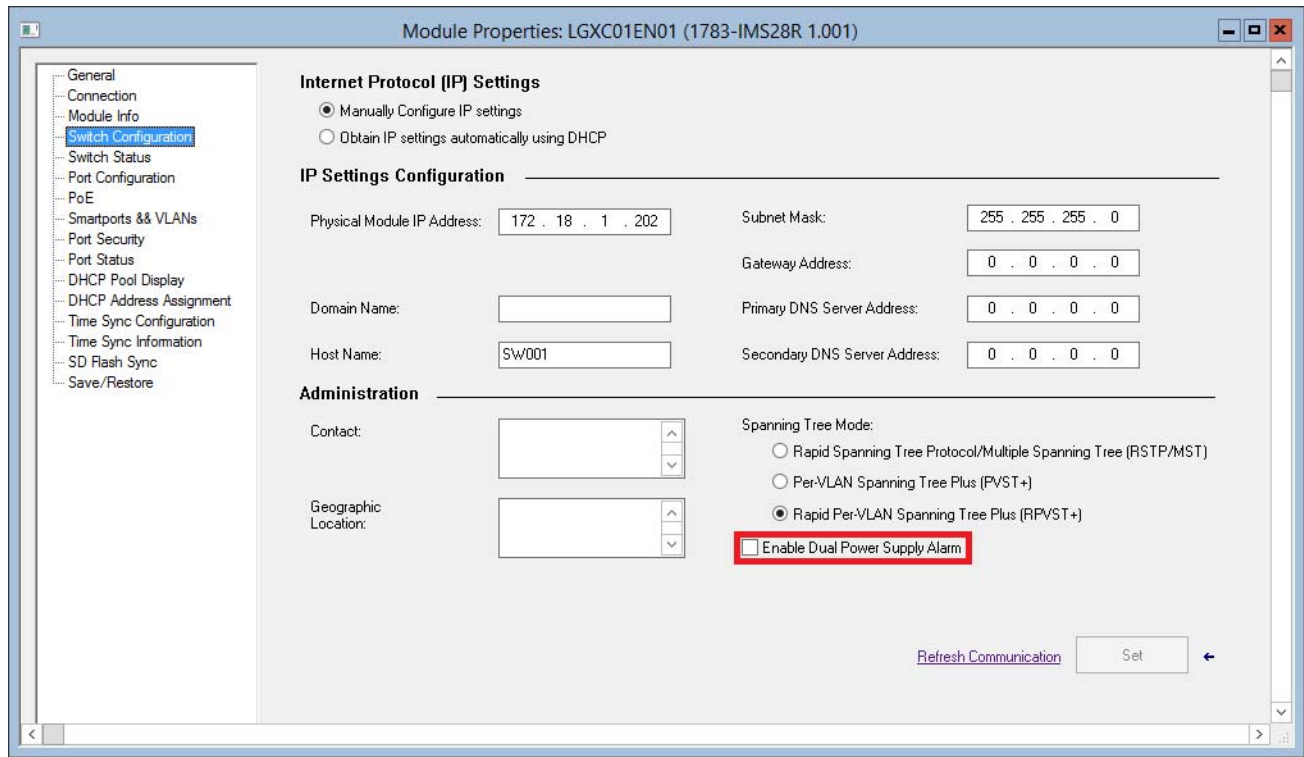 Module Properties: LGXC01EN01 (1783-IMS28R 1.001)
General
Connection
Module Info
Switch Configuration
Switch Status
Port Configuration
PoE
Smartports && VLANs
Port Security
Port Status
DHCP Pool Display
DHCP Address Assignment
Time Sync Configuration
Time Sync Information
SD Flash Sync
Save/Restore
Internet Protocol (IP) Settings
Manually Configure IP settings
Obtain IP settings automatically using DHCP
IP Settings Configuration
Physical Module IP Address: 172 . 18 . 1 . 202
Subnet Mask: 255 . 255 . 255 . 0
Gateway Address: 0 . 0 . 0 . 0
Domain Name:
Primary DNS Server Address: 0 . 0 . 0 . 0
Host Name: SW001
Secondary DNS Server Address: 0 . 0 . 0 . 0
Administration
Contact:
Geographic
Location:
Spanning Tree Mode:
Rapid Spanning Tree Protocol/Multiple Spanning Tree (RSTP/MST)
Per-VLAN Spanning Tree Plus (PVST+)
Rapid Per-VLAN Spanning Tree Plus (RPVST+)
Enable Dual Power Supply Alarm
Refresh Communication
Set